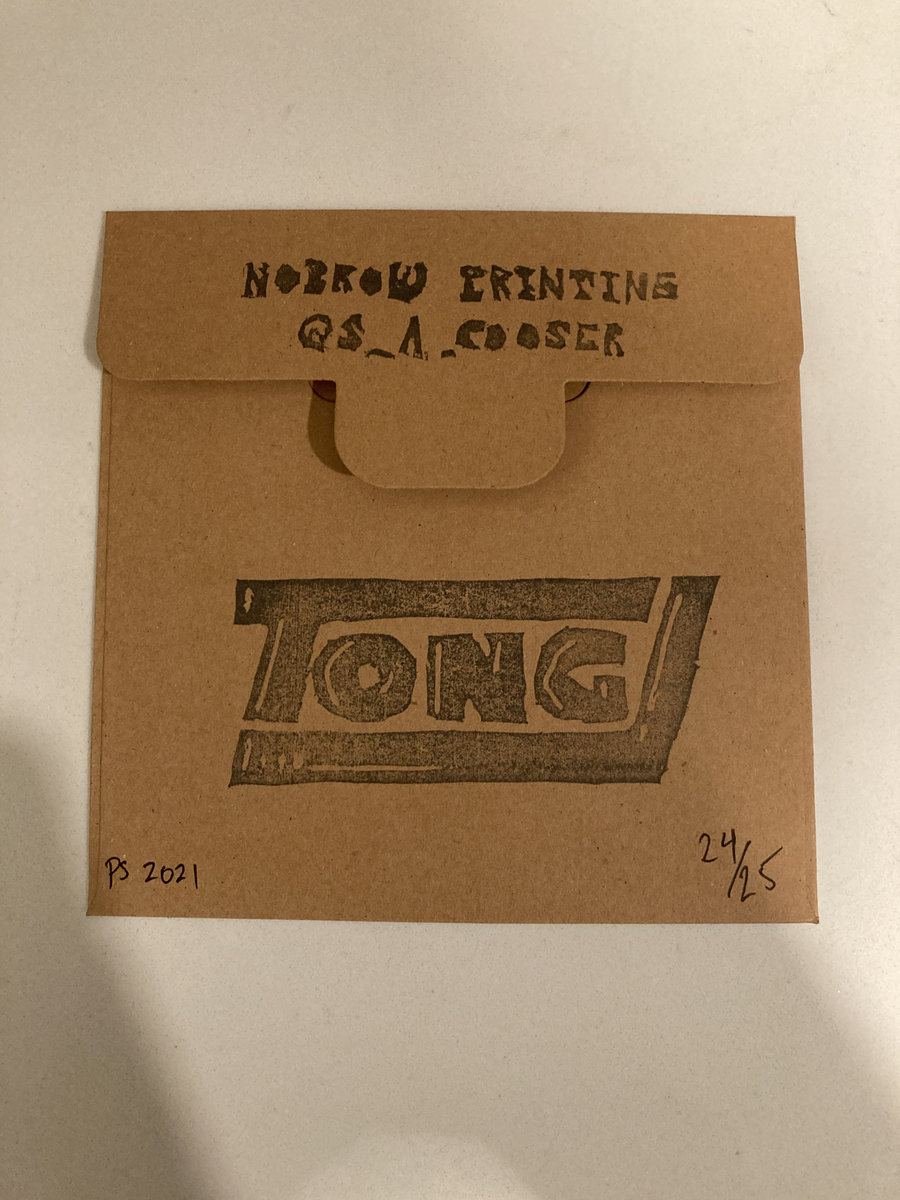 NOBROW PRINTING
@S_A_COOSER
TONG
PS 2021
24/25